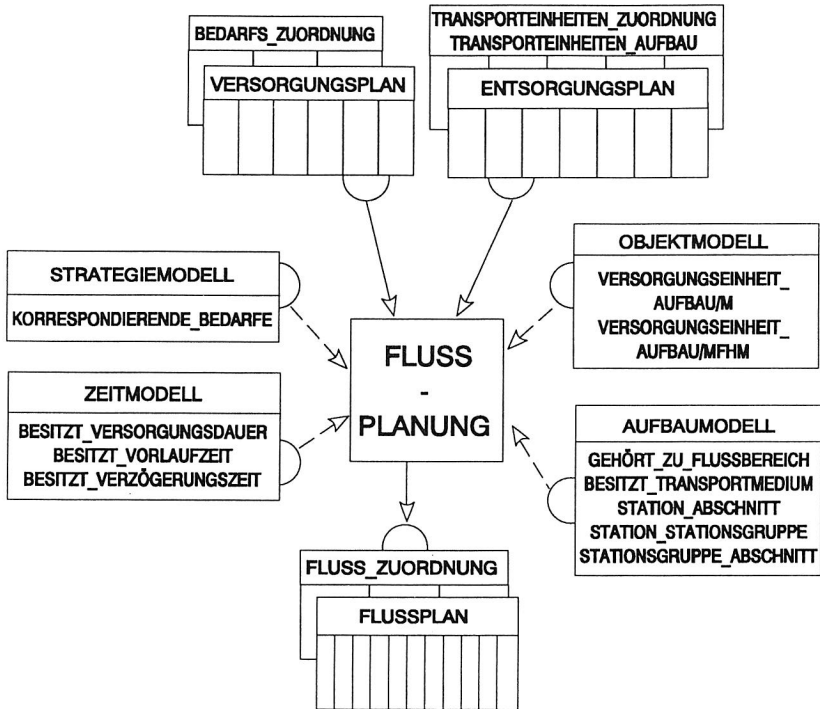 BEDARFS_ZUORDNUNG
VERSORGUNGSPLAN
TRANSPORTEINHEITEN_ZUORDNUNG
TRANSPORTEINHEITEN_AUFBAU
ENTSORGUNGSPLAN
STRATEGIEMODELL
KORRESPONDIERENDE_BEDARFE
OBJEKTMODELL
VERSORGUNGSEINHEIT_
AUFBAU/M
VERSORGUNGSEINHEIT_
AUFBAU/MFHM
FLUSS
-
PLANUNG
ZEITMODELL
BESITZT_VERSORGUNGSDAUER
BESITZT_VORLAUFZEIT
BESITZT_VERZÖGERUNGSZEIT
AUFBAUMODELL
GEHÖRT_ZU_FLUSSBEREICH
BESITZT_TRANSPORTMEDIUM
STATION_ABSCHNITT
STATION_STATIONSGRUPPE
STATIONSGRUPPE_ABSCHNITT
FLUSS_ZUORDNUNG
FLUSSPLAN